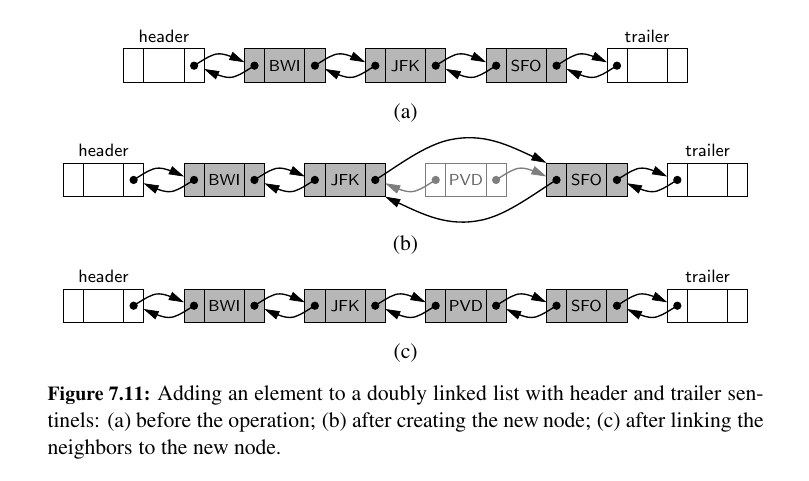 header trailer
BWI JFK SFO
(a)
header trailer
BWI JFK PVD SFO
(b)
header trailer
BWI JFK PVD SFO
(c)
Figure 7.11: Adding an element to a doubly linked list with header and trailer sen-
tinels: (a) before the operation; (b) after creating the new node; (c) after linking the
neighbors to the new node.